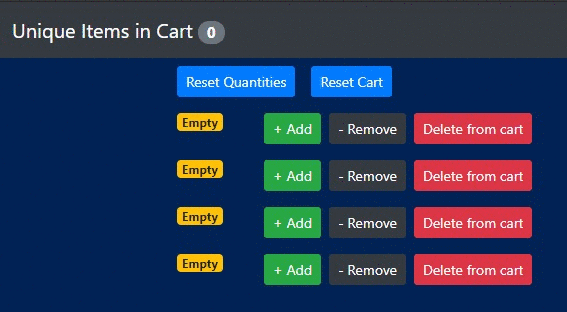 Unique Items in Cart 0
Reset Quantities Reset Cart
Empty + Add - Remove Delete from cart
Empty + Add - Remove Delete from cart
Empty + Add - Remove Delete from cart
Empty + Add - Remove Delete from cart